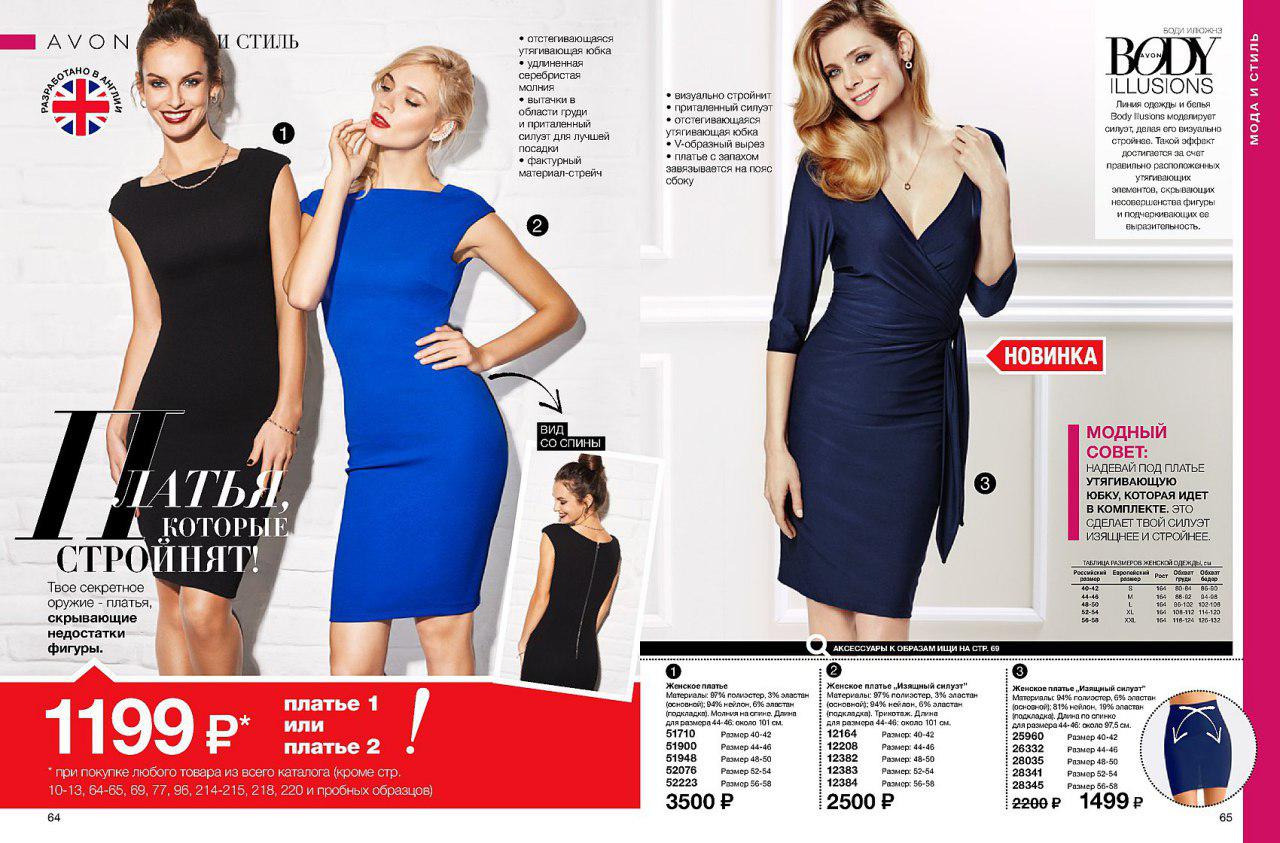 AVON
И СТИЛЬ
РАЗРАБОТАНО В АНГЛИИ
1
2
• отстегивающаяся
утягивающая юбка
• удлиненная
серебристая
молния
• вытачки в
области груди
и приталенный
силуэт для лучшей
посадки
• фактурный
материал-стрейч
ВИД
СО СПИНЫ
ПЛАТЬЯ,
КОТОРЫЕ
СТРОЙНЯТ!
Твое секретное
оружие - платья,
скрывающие
недостатки
фигуры.
1199 ₽*
платье 1
или
платье 2
!
* при покупке любого товара из всего каталога (кроме стр.
10-13, 64-65, 69, 77, 96, 214-215, 218, 220 и пробных образцов)
64
• визуально стройнит
• приталенный силуэт
• отстегивающаяся
утягивающая юбка
• V-образный вырез
• платье с запахом
завязывается на пояс
сбоку
БОДИ ИЛЮЖНЗ
AVON
BODY
ILLUSIONS
Линия одежды и белья
Body Illusions моделирует
силуэт, делая его визуально
стройнее. Такой эффект
достигается за счет
правильно расположенных
утягивающих
элементов, скрывающих
несовершенства фигуры
и подчеркивающих ее
выразительность.
МОДА И СТИЛЬ
НОВИНКА
3
МОДНЫЙ
СОВЕТ:
НАДЕВАЙ ПОД ПЛАТЬЕ
УТЯГИВАЮЩУЮ
ЮБКУ, КОТОРАЯ ИДЕТ
В КОМПЛЕКТЕ. ЭТО
СДЕЛАЕТ ТВОЙ СИЛУЭТ
ИЗЯЩНЕЕ И СТРОЙНЕЕ.
ТАБЛИЦА РАЗМЕРОВ ЖЕНСКОЙ ОДЕЖДЫ, см
Российский размер Европейский размер Рост Обхват груди Обхват бедер
40-42 S 164 80-84 86-90
44-46 M 164 88-92 94-98
48-50 L 164 96-102 102-108
52-54 XL 164 108-112 114-120
56-58 XXL 164 118-124 126-132
АКСЕССУАРЫ К ОБРАЗАМ ИЩИ НА СТР. 69
1
Женское платье
Материалы: 97% полиэстер, 3% эластан
(основной); 94% нейлон, 6% эластан
(подкладка). Молния на спине. Длина
для размера 44-46: около 101 см.
51710 Размер 40-42
51900 Размер 44-46
51948 Размер 48-50
52076 Размер 52-54
52223 Размер 56-58
3500 ₽
2
Женское платье „Изящный силуэт"
Материалы: 97% полиэстер, 3% эластан
(основной); 94% нейлон, 6% эластан
(подкладка). Трикотаж. Длина
для размера 44-46: около 101 см.
12164 Размер: 40-42
12208 Размер: 44-46
12382 Размер: 48-50
12383 Размер: 52-54
12384 Размер: 56-58
2500 ₽
3
Женское платье „Изящный силуэт"
Материалы: 94% полиэстер, 6% эластан
(основной); 81% нейлон, 19% эластан
(подкладка). Длина по спинке
для размера 44-46: около 97,5 см.
25960 Размер 40-42
26332 Размер 44-46
28035 Размер 48-50
28341 Размер 52-54
28345 Размер 56-58
2200 ₽ 1499 ₽
65